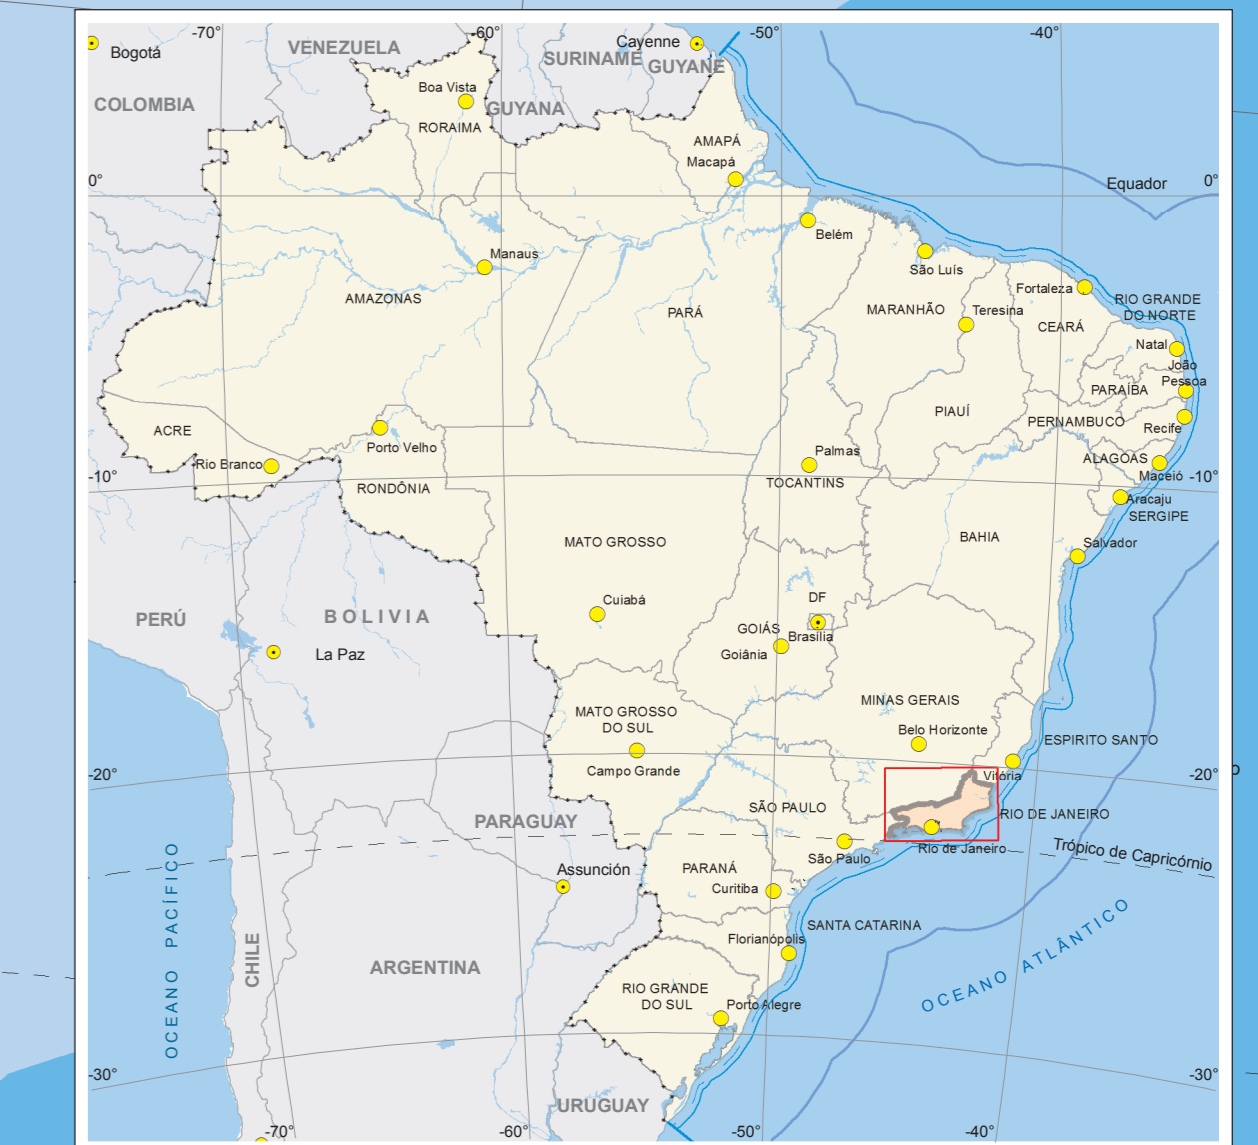 -70°
-60°
-50°
-40°
Bogotá
VENEZUELA
SURINAME
Cayenne
GUYANE
COLOMBIA
Boa Vista
GUYANA
RORAIMA
AMAPÁ
Macapá
0°
Equador
0°
Belém
Manaus
São Luís
AMAZONAS
PARÁ
MARANHÃO
Teresina
Fortaleza
CEARÁ
RIO GRANDE
DO NORTE
Natal
João
Pessoa
PARAÍBA
PIAUÍ
PERNAMBUCO
Recife
ACRE
Porto Velho
Rio Branco
Palmas
ALAGOAS
Maceió
-10°
-10°
RONDÔNIA
TOCANTINS
Aracaju
SERGIPE
MATO GROSSO
BAHIA
Salvador
Cuiabá
DF
PERÚ
BOLIVIA
GOIÁS
Brasília
Goiânia
La Paz
MATO GROSSO
DO SUL
MINAS GERAIS
Belo Horizonte
ESPIRITO SANTO
Campo Grande
Vitória
-20°
-20°
o
SÃO PAULO
RIO DE JANEIRO
PARAGUAY
São Paulo
Rio de Janeiro
Trópico de Capricórnio
Assunción
PARANÁ
Curitiba
OCEANO PACÍFICO
SANTA CATARINA
Florianópolis
OCEANO ATLÂNTICO
CHILE
ARGENTINA
RIO GRANDE
DO SUL
Porto Alegre
-30°
-30°
URUGUAY
-70°
-60°
-50°
-40°